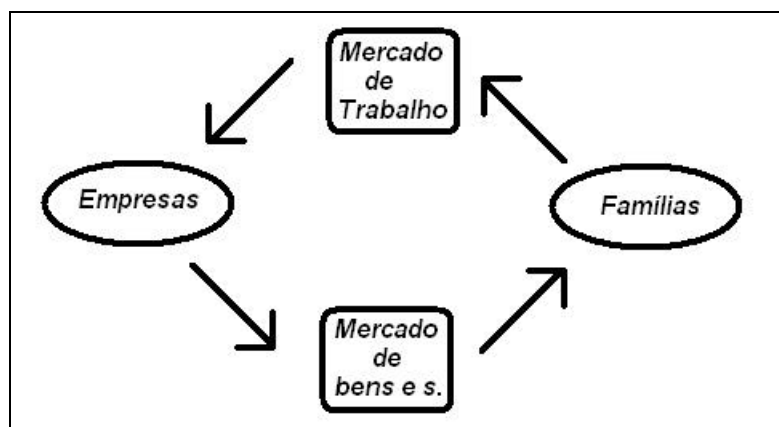 Mercado
de
Trabalho
Empresas
Famílias
Mercado
de
bens e s.